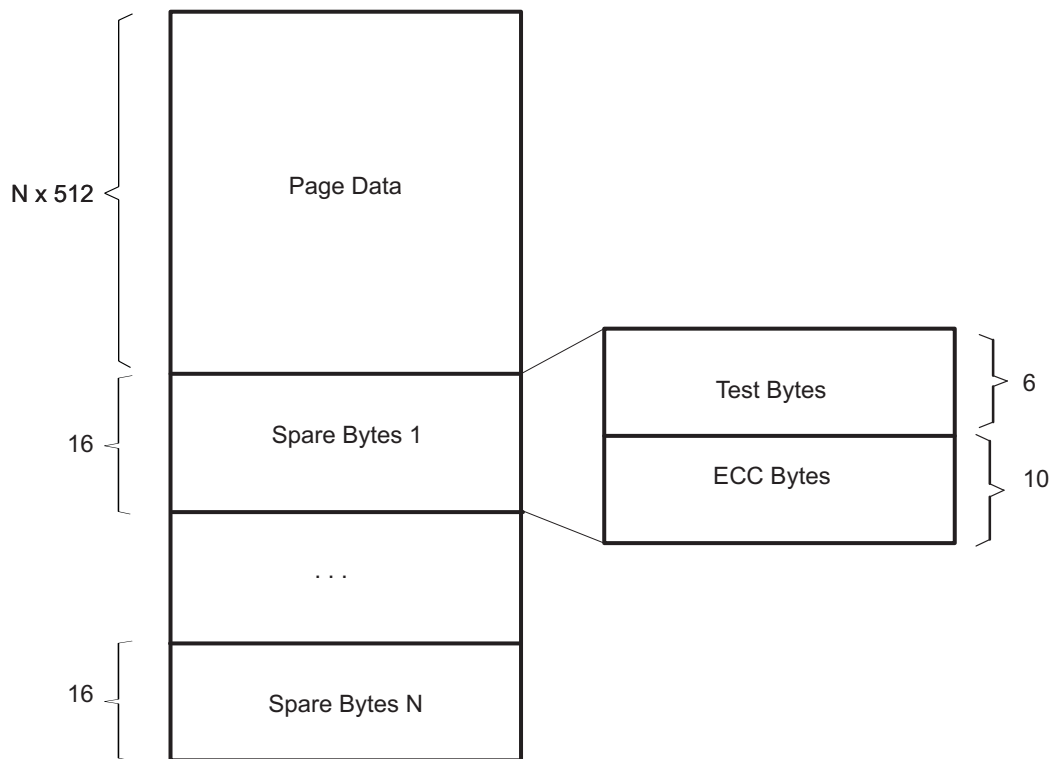 Page Data
N x 512
Test Bytes
6
Spare Bytes 1
16
ECC Bytes
10
. . .
16
Spare Bytes N